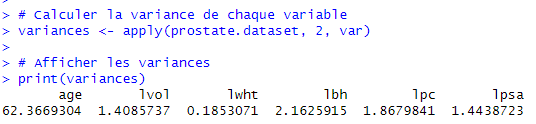 >
> # Calculer la variance de chaque variable
> variances <- apply(prostate.dataset, 2, var)
>
> # Afficher les variances
> print(variances)
age lvol lwht lbh lpc lpsa
62.3669304 1.4085737 0.1853071 2.1625915 1.8679841 1.4438723